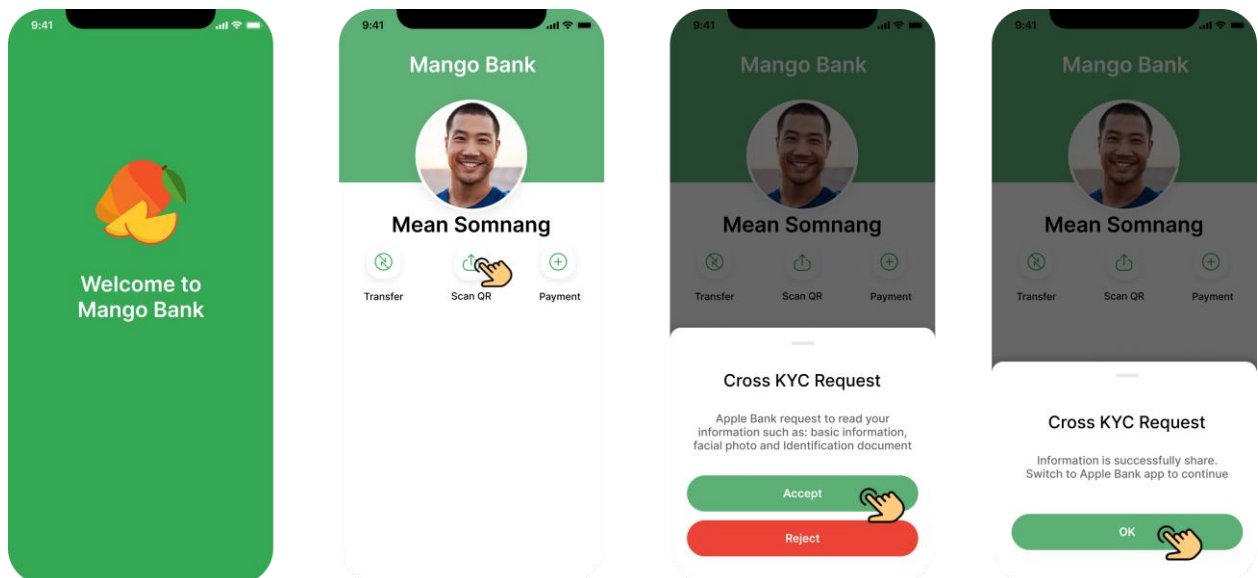 9:41
Welcome to
Mango Bank
9:41
Mango Bank
Mean Somnang
Transfer
Scan QR
Payment
9:41
Mango Bank
Mean Somnang
Transfer
Scan QR
Payment
Cross KYC Request
Apple Bank request to read your
information such as: basic information,
facial photo and Identification document
Accept
Reject
9:41
Mango Bank
Mean Somnang
Transfer
Scan QR
Payment
Cross KYC Request
Information is successfully share.
Switch to Apple Bank app to continue
OK